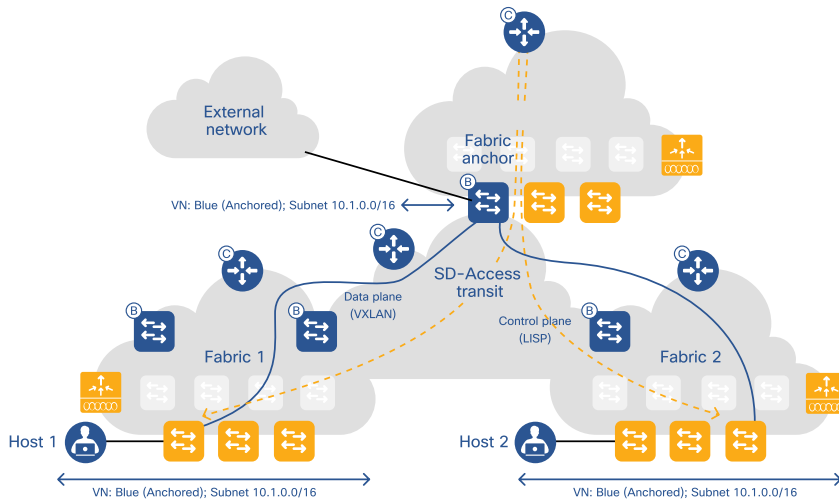 C
External
network
Fabric
anchor
B
VN: Blue (Anchored); Subnet 10.1.0.0/16
C
C
C
SD-Access
transit
Data plane
(VXLAN)
B
B
Control plane
(LISP)
B
Fabric 1
Fabric 2
Host 1
Host 2
VN: Blue (Anchored); Subnet 10.1.0.0/16
VN: Blue (Anchored); Subnet 10.1.0.0/16